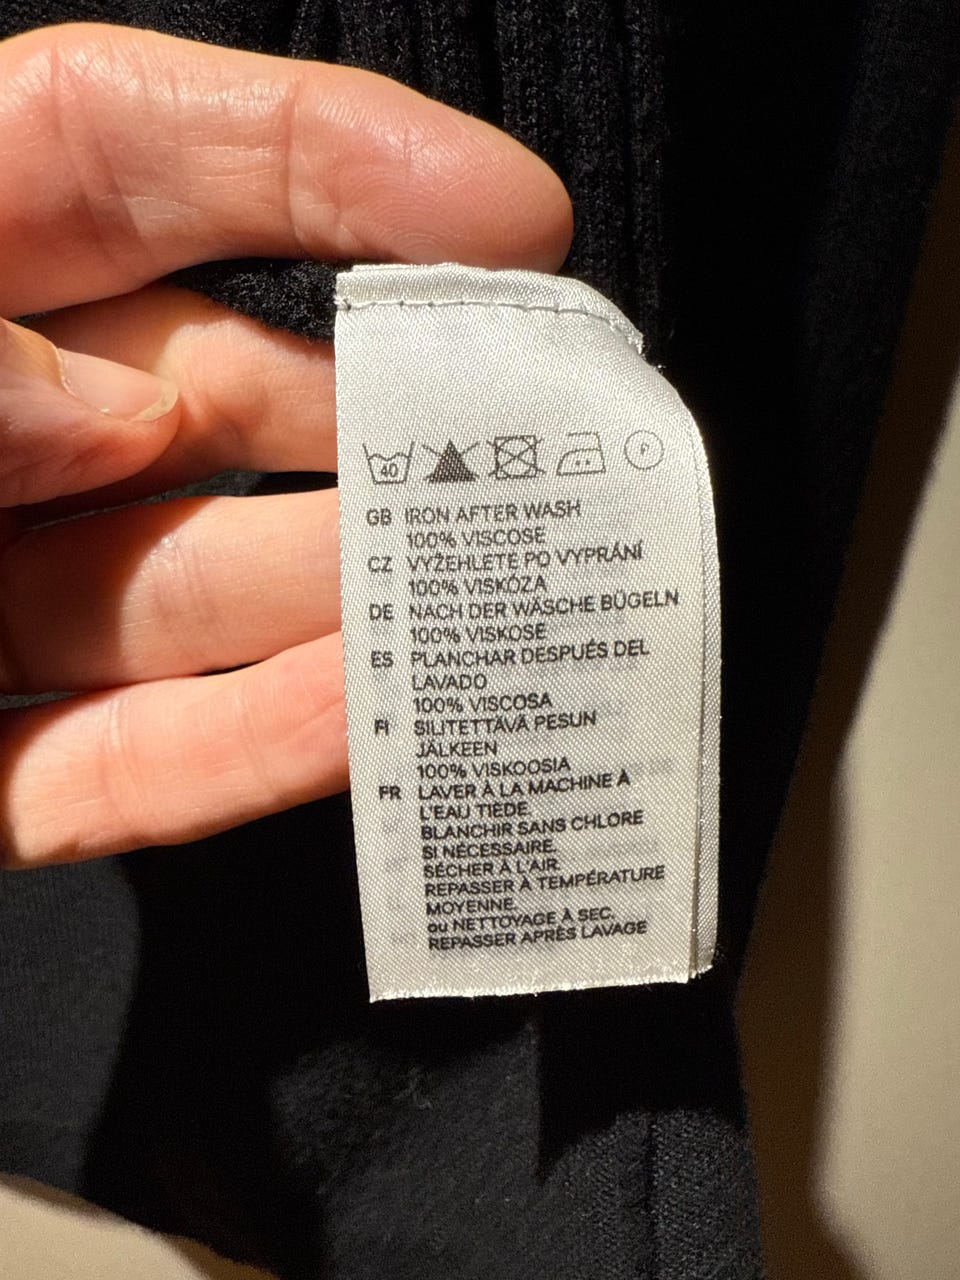 40 P
GB IRON AFTER WASH
100% VISCOSE
CZ VYŽEHLETE PO VYPRÁNÍ
100% VISKÓZA
DE NACH DER WÄSCHE BÜGELN
100% VISKOSE
ES PLANCHAR DESPUÉS DEL
LAVADO
100% VISCOSA
FI SILITETTÄVÄ PESUN
JÄLKEEN
100% VISKOOSIA
FR LAVER À LA MACHINE À
L'EAU TIÈDE.
BLANCHIR SANS CHLORE
SI NÉCESSAIRE.
SÉCHER À L'AIR.
REPASSER À TEMPÉRATURE
MOYENNE.
ou NETTOYAGE À SEC.
REPASSER APRÈS LAVAGE